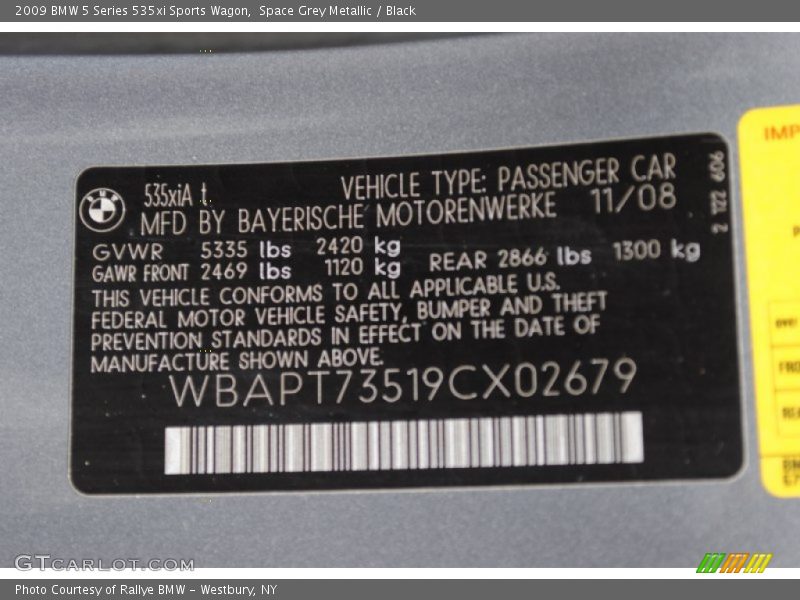 2009 BMW 5 Series 535xi Sports Wagon,  Space Grey Metallic / Black
535xiA t VEHICLE TYPE: PASSENGER CAR
MFD BY BAYERISCHE MOTORENWERKE 11/08
GVWR 5335 lbs 2420 kg
GAWR FRONT 2469 lbs 1120 kg REAR 2866 lbs 1300 kg
THIS VEHICLE CONFORMS TO ALL APPLICABLE U.S.
FEDERAL MOTOR VEHICLE SAFETY, BUMPER AND THEFT
PREVENTION STANDARDS IN EFFECT ON THE DATE OF
MANUFACTURE SHOWN ABOVE.
WBAPT73519CX02679
IMP
GTCARLOT.COM
Photo Courtesy of Rallye BMW - Westbury, NY